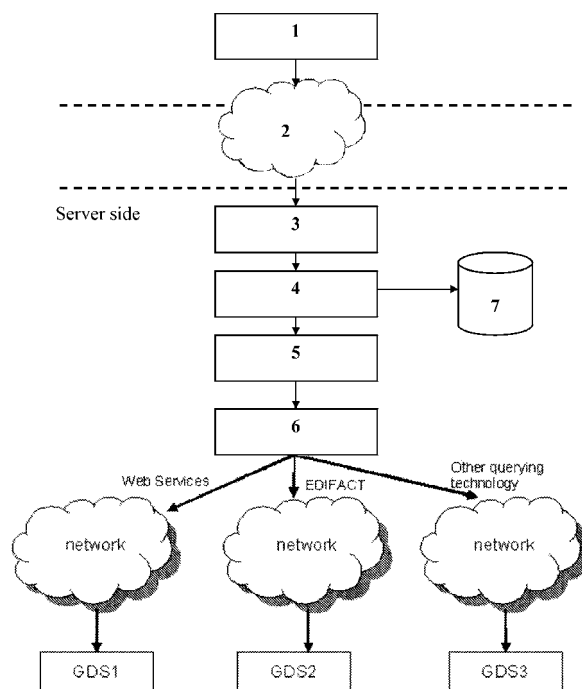 1
2
Server side
3
4
7
5
6
Web Services
EDIFACT
Other querying
technology
network
network
network
GDS1
GDS2
GDS3